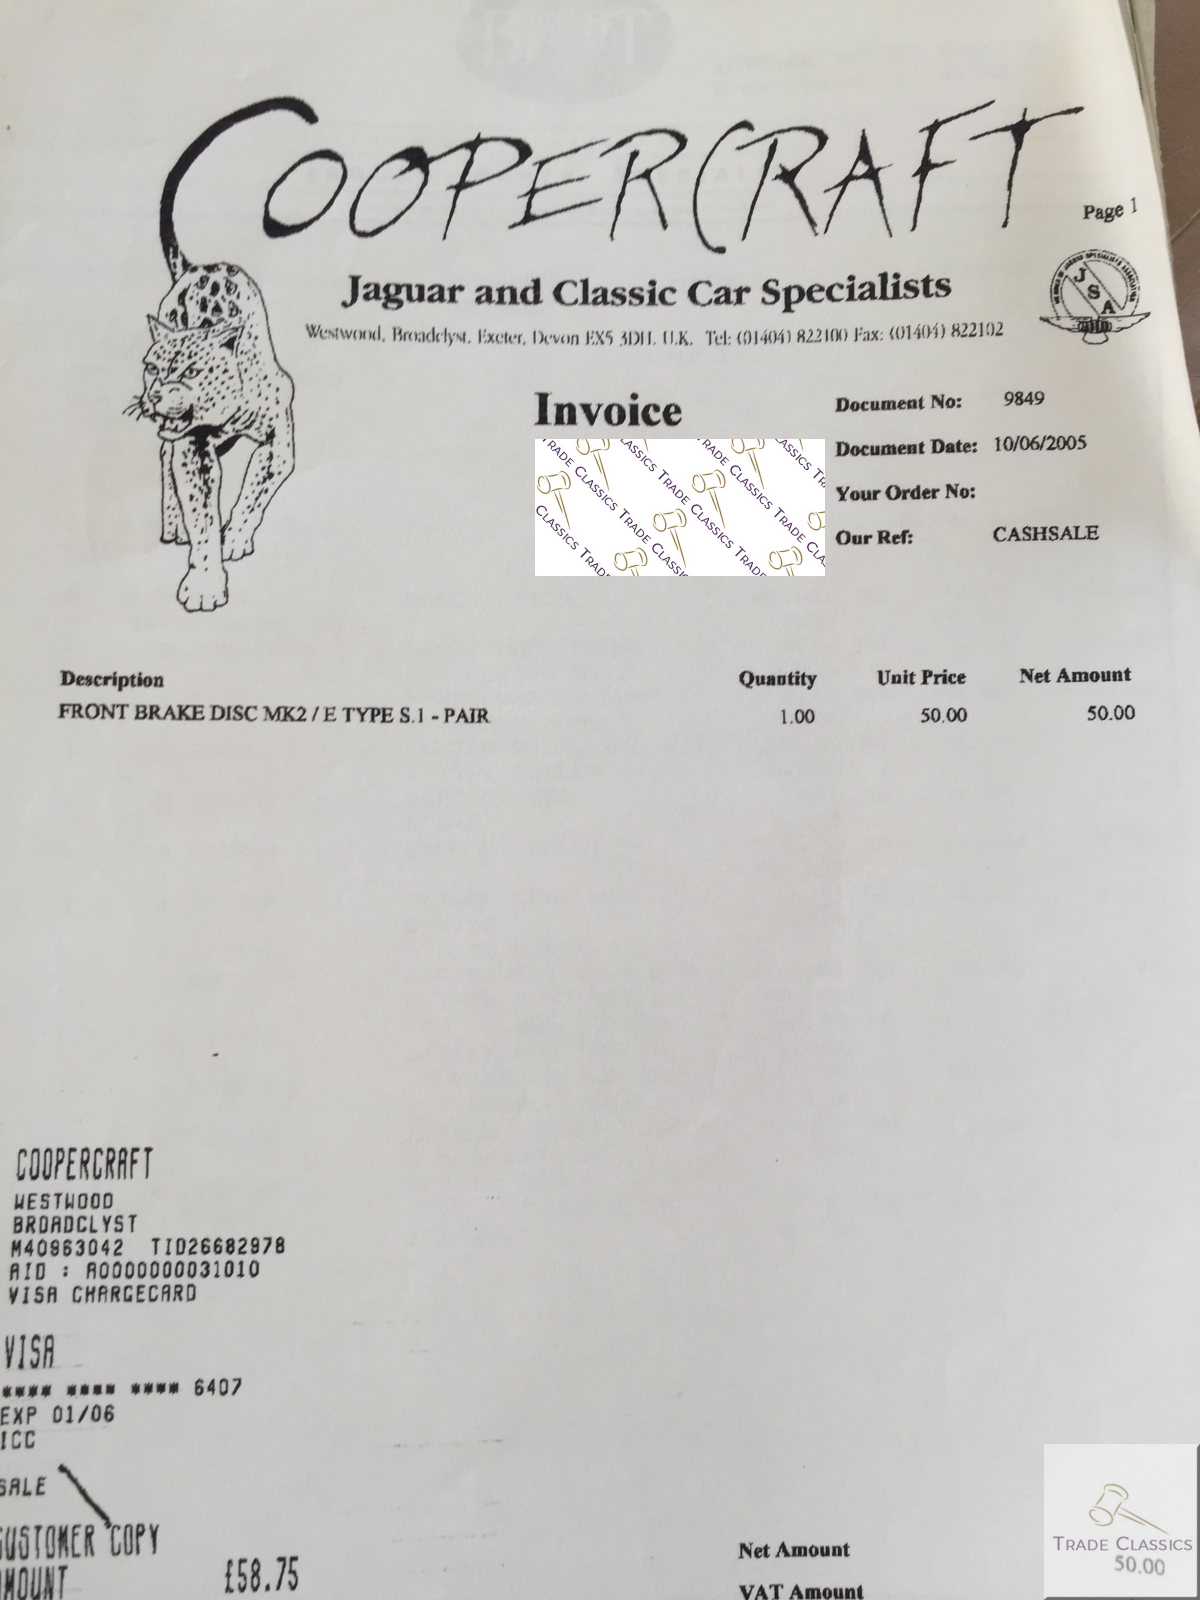 COOPERCRAFT
Page 1
Jaguar and Classic Car Specialists
JSA
Westwood, Broadclyst, Exeter, Devon EX5 3DH, U.K. Tel: (01404) 822100 Fax: (01404) 822102
Invoice
Document No: 9849
Document Date: 10/06/2005
Your Order No:
Our Ref: CASHSALE
Trade Classics Trade Classics Trade Classics
Description Quantity Unit Price Net Amount
FRONT BRAKE DISC MK2 / E TYPE S.1 - PAIR 1.00 50.00 50.00
COOPERCRAFT
WESTWOOD
BROADCLYST
M40963042 TID26682978
AID : A0000000031010
VISA CHARGECARD
VISA
**** **** **** 6407
EXP 01/06
ICC
SALE
CUSTOMER COPY
AMOUNT £58.75
Net Amount 50.00
VAT Amount
Trade Classics